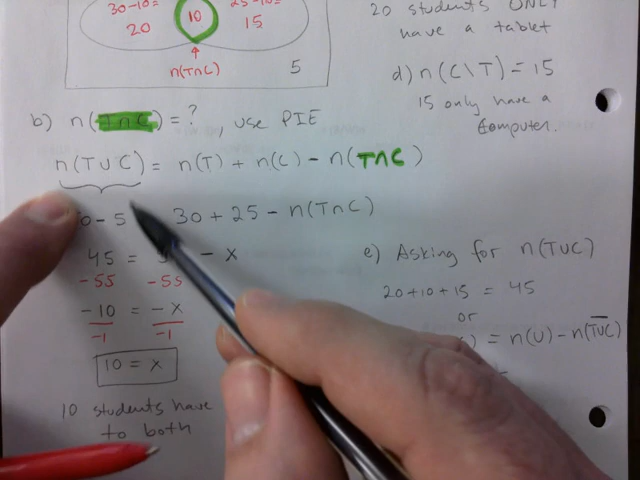 30-10=
20
10
25-10=
15
n(T∩C)
5
20 students ONLY
have a tablet
d) n(C\T) = 15
15 only have a
Computer.
b) n(T∩C) = ? , use PIE
n(T∪C) = n(T) + n(C) - n(T∩C)
0-5 30 + 25 - n(T∩C)
45 = - x
-55 -55
-10 = -x
-1 -1
10 = x
10 students have
to both
e) Asking for n(T∪C)
20+10+15 = 45
or
) = n(U) - n(T∪C)